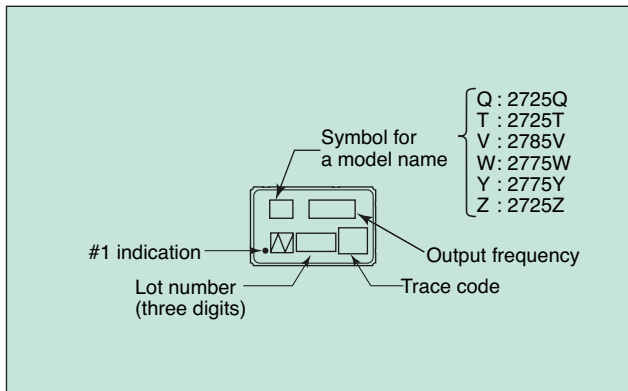 Q : 2725Q
T : 2725T
V : 2785V
W : 2775W
Y : 2775Y
Z : 2725Z
Symbol for
a model name
#1 indication
Output frequency
Lot number
(three digits)
Trace code